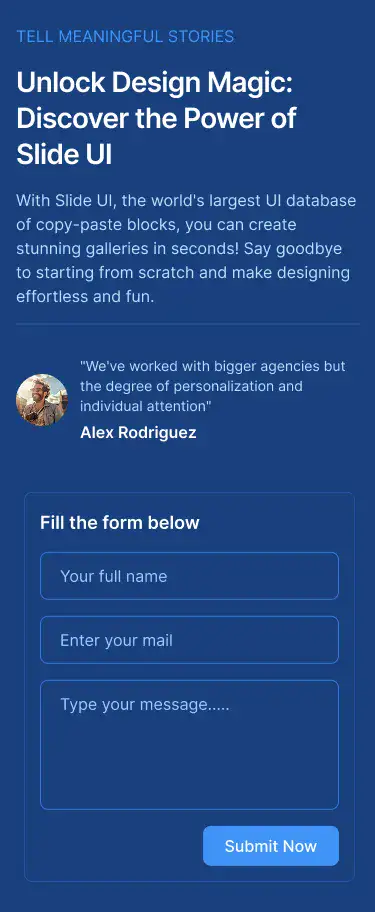 TELL MEANINGFUL STORIES
Unlock Design Magic:
Discover the Power of
Slide UI
With Slide UI, the world's largest UI database
of copy-paste blocks, you can create
stunning galleries in seconds! Say goodbye
to starting from scratch and make designing
effortless and fun.
"We've worked with bigger agencies but
the degree of personalization and
individual attention"
Alex Rodriguez
Fill the form below
Your full name
Enter your mail
Type your message.....
Submit Now